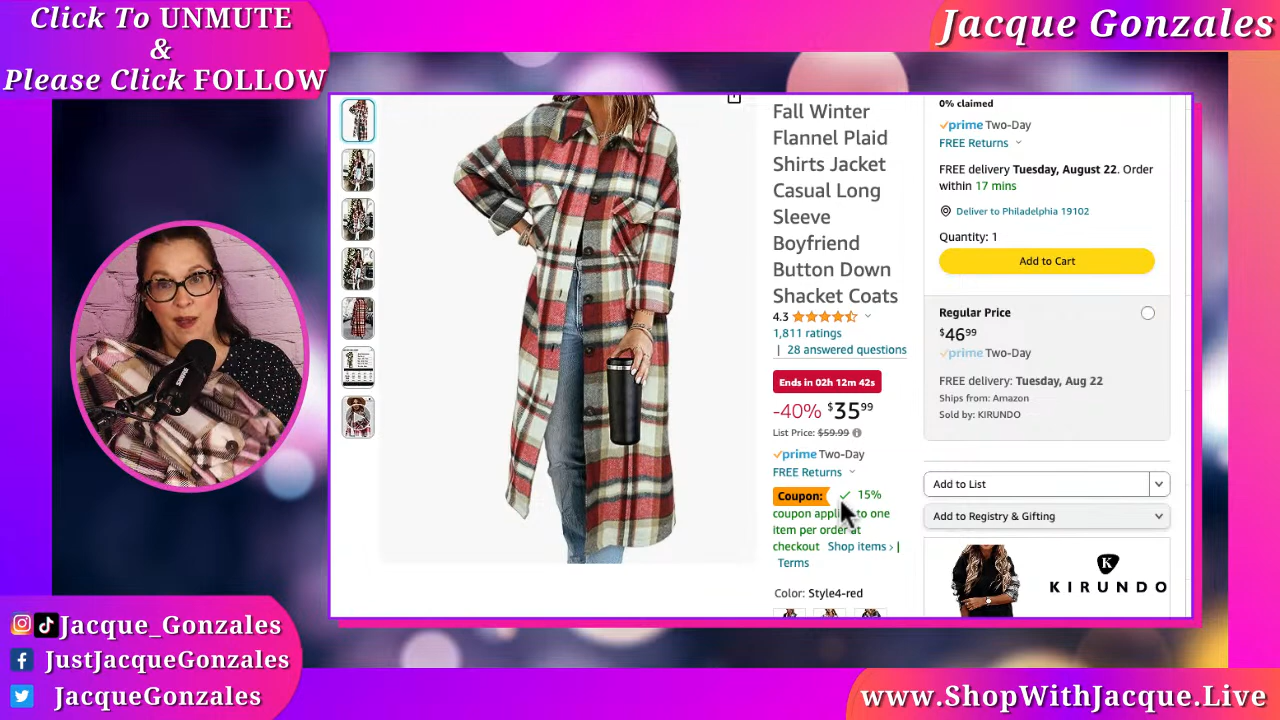 Click To UNMUTE
&
Please Click FOLLOW
Jacque Gonzales
Fall Winter
Flannel Plaid
Shirts Jacket
Casual Long
Sleeve
Boyfriend
Button Down
Shacket Coats
4.3
1,811 ratings
| 28 answered questions
Ends in 02h 12m 42s
-40% $35 99
List Price: $59.99
prime Two-Day
FREE Returns
Coupon: 15%
coupon appli to one
item per order at
checkout Shop items › |
Terms
Color: Style4-red
0% claimed
prime Two-Day
FREE Returns
FREE delivery Tuesday, August 22. Order
within 17 mins
Deliver to Philadelphia 19102
Quantity: 1
Add to Cart
Regular Price
$46 99
prime Two-Day
FREE delivery: Tuesday, Aug 22
Ships from: Amazon
Sold by: KIRUNDO
Add to List
Add to Registry & Gifting
K
KIRUNDO
Jacque_Gonzales
JustJacqueGonzales
JacqueGonzales
www.ShopWithJacque.Live